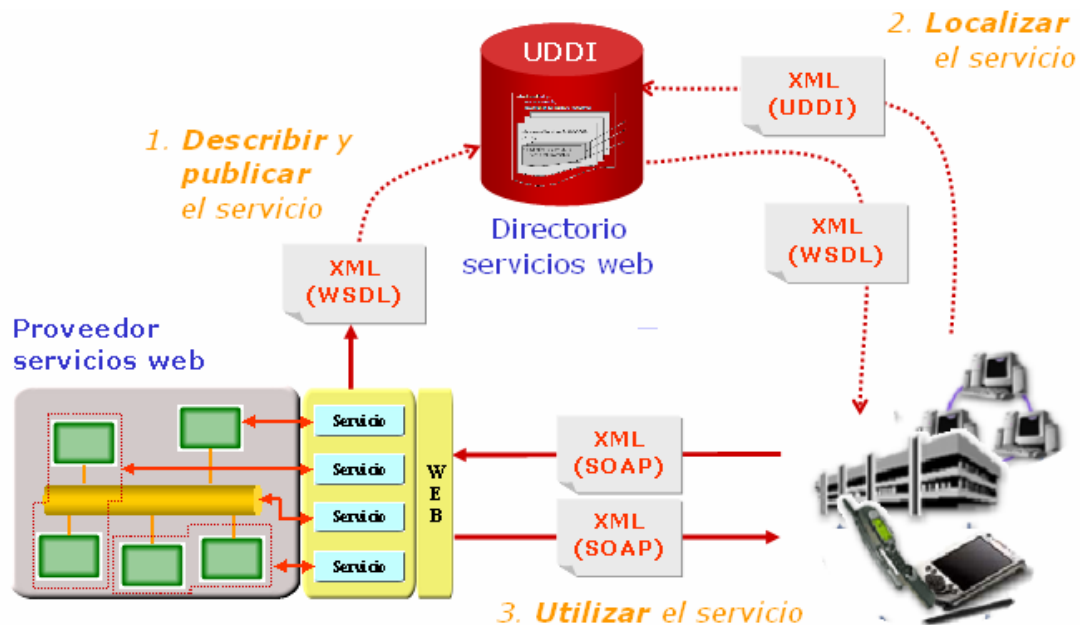 UDDI
2. Localizar
el servicio
XML
(UDDI)
1. Describir y
publicar
el servicio
Directorio
servicios web
XML
(WSDL)
XML
(WSDL)
Proveedor
servicios web
Servicio
Servicio
Servicio
Servicio
WEB
XML
(SOAP)
XML
(SOAP)
3. Utilizar el servicio